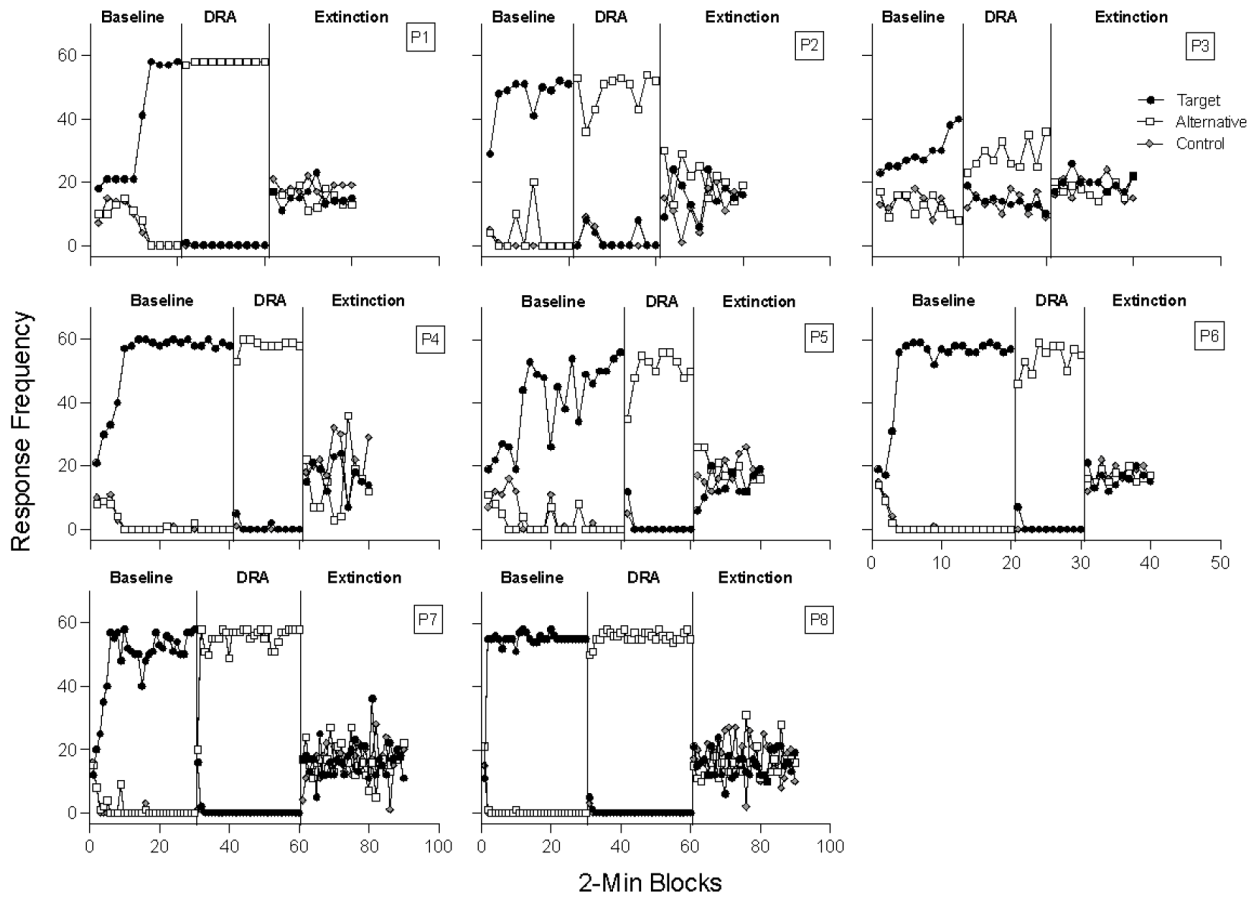 Baseline DRA Extinction Baseline DRA Extinction Baseline DRA Extinction
P1 P2 P3
60
40
20
0
Target
Alternative
Control
Baseline DRA Extinction Baseline DRA Extinction Baseline DRA Extinction
P4 P5 P6
60
40
20
0
0 10 20 30 40 50
Baseline DRA Extinction Baseline DRA Extinction
P7 P8
60
40
20
0
0 20 40 60 80 100 0 20 40 60 80 100
Response Frequency
2-Min Blocks